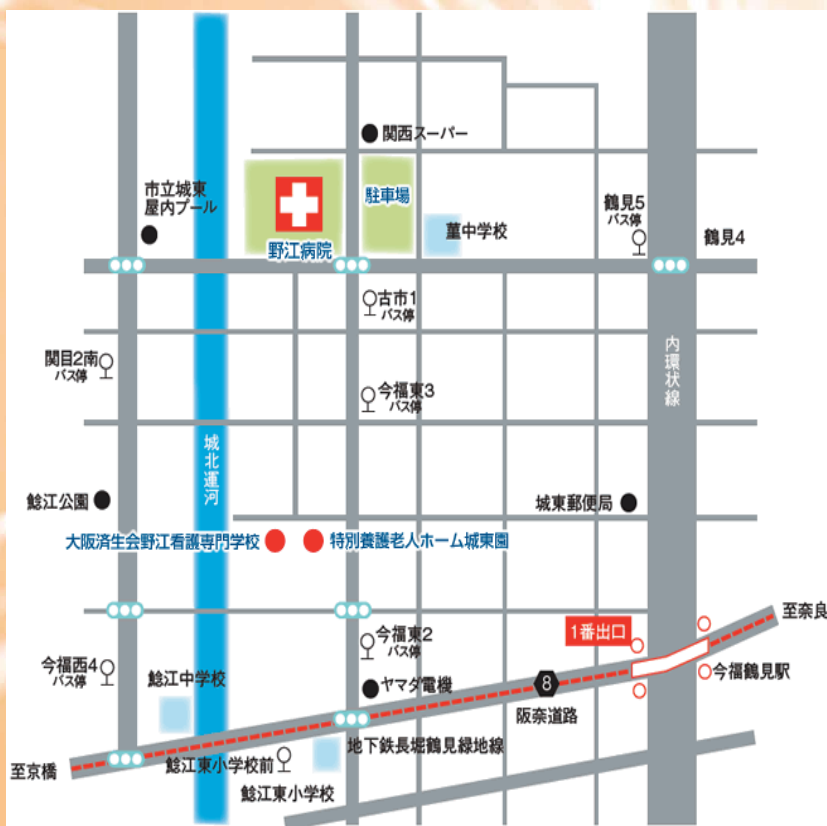 関西スーパー
市立城東
屋内プール
駐車場
鶴見5
バス停
菫中学校
鶴見4
野江病院
古市1
バス停
関目2南
バス停
内環状線
今福東3
バス停
城北運河
鯰江公園
城東郵便局
大阪済生会野江看護専門学校
特別養護老人ホーム城東園
至奈良
1番出口
今福東2
バス停
今福西4
バス停
鯰江中学校
ヤマダ電機
8
今福鶴見駅
阪奈道路
地下鉄長堀鶴見緑地線
至京橋
鯰江東小学校前
鯰江東小学校